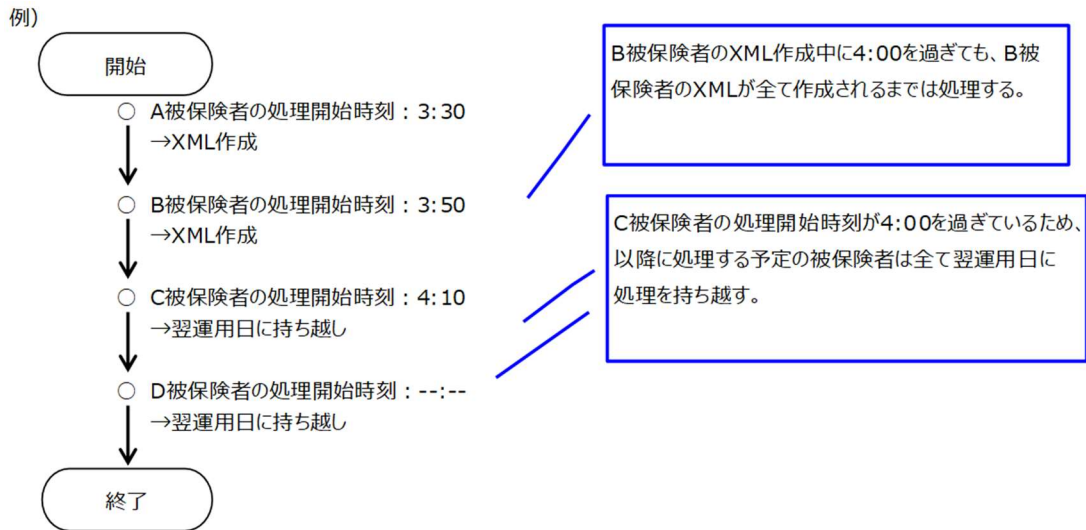 例）
開始
○ A被保険者の処理開始時刻：3:30
→XML作成
○ B被保険者の処理開始時刻：3:50
→XML作成
○ C被保険者の処理開始時刻：4:10
→翌運用日に持ち越し
○ D被保険者の処理開始時刻：--:--
→翌運用日に持ち越し
終了
B被保険者のXML作成中に4:00を過ぎても、B被
保険者のXMLが全て作成されるまでは処理する。
C被保険者の処理開始時刻が4:00を過ぎているため、
以降に処理する予定の被保険者は全て翌運用日に
処理を持ち越す。